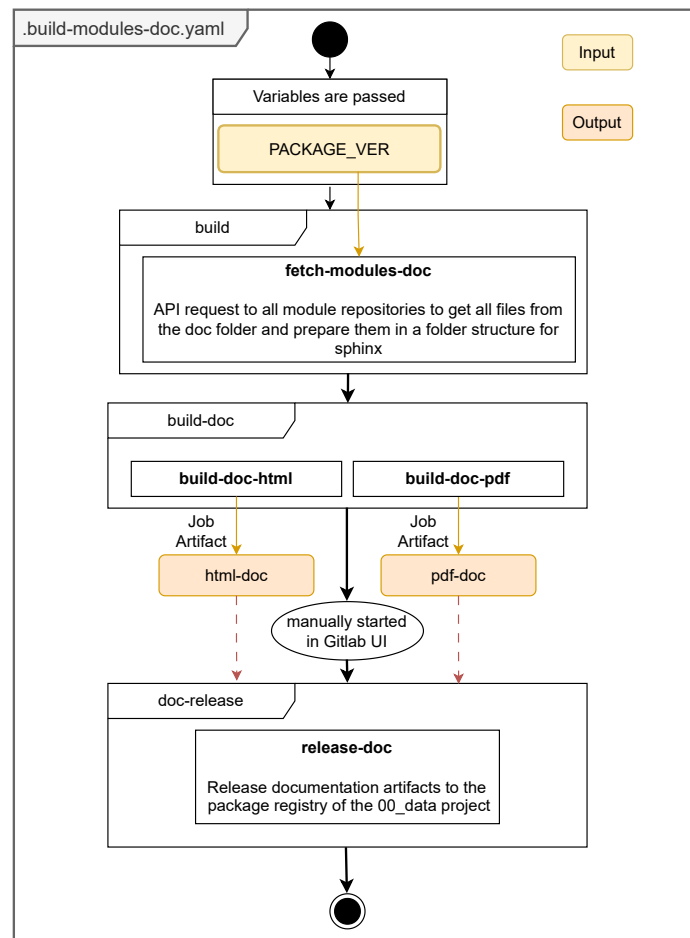 .build-modules-doc.yaml
Input
Variables are passed
Output
PACKAGE_VER
build
fetch-modules-doc
API request to all module repositories to get all files from
the doc folder and prepare them in a folder structure for
sphinx
build-doc
build-doc-html
build-doc-pdf
Job
Artifact
Job
Artifact
html-doc
pdf-doc
manually started
in Gitlab UI
doc-release
release-doc
Release documentation artifacts to the
package registry of the 00_data project